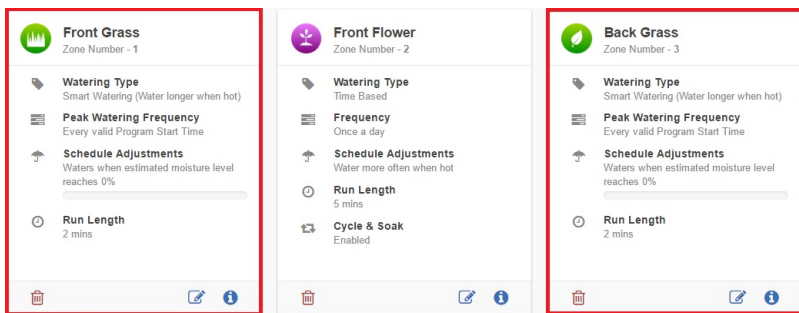 Front Grass
Zone Number - 1
Watering Type
Smart Watering (Water longer when hot)
Peak Watering Frequency
Every valid Program Start Time
Schedule Adjustments
Waters when estimated moisture level
reaches 0%
Run Length
2 mins
Front Flower
Zone Number - 2
Watering Type
Time Based
Frequency
Once a day
Schedule Adjustments
Water more often when hot
Run Length
5 mins
Cycle & Soak
Enabled
Back Grass
Zone Number - 3
Watering Type
Smart Watering (Water longer when hot)
Peak Watering Frequency
Every valid Program Start Time
Schedule Adjustments
Waters when estimated moisture level
reaches 0%
Run Length
2 mins